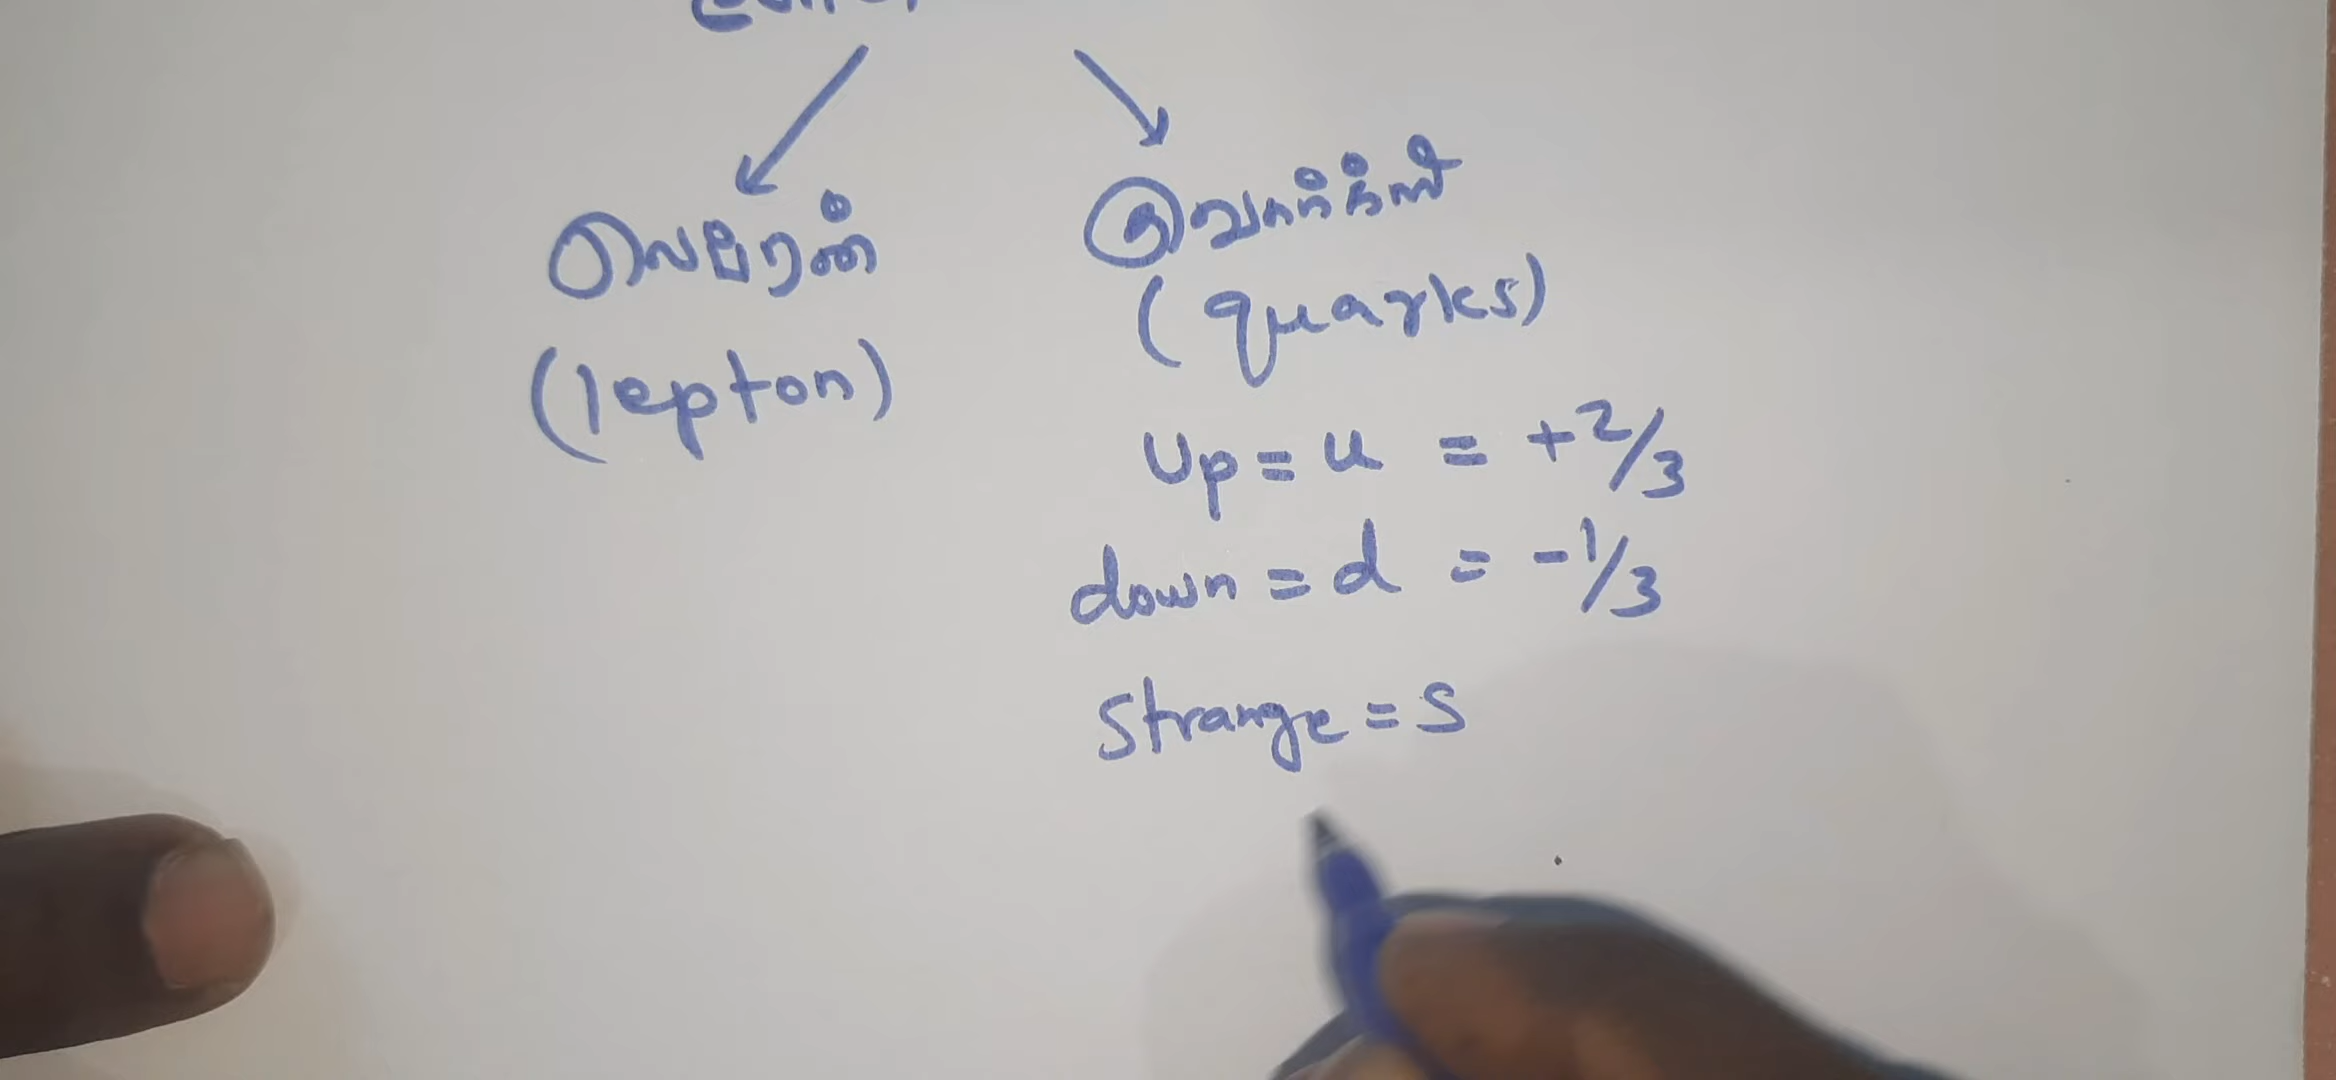 லெப்டான்
(lepton)
குவார்க்ஸ்
(quarks)
Up = u = +2/3
down = d = -1/3
Strange = S